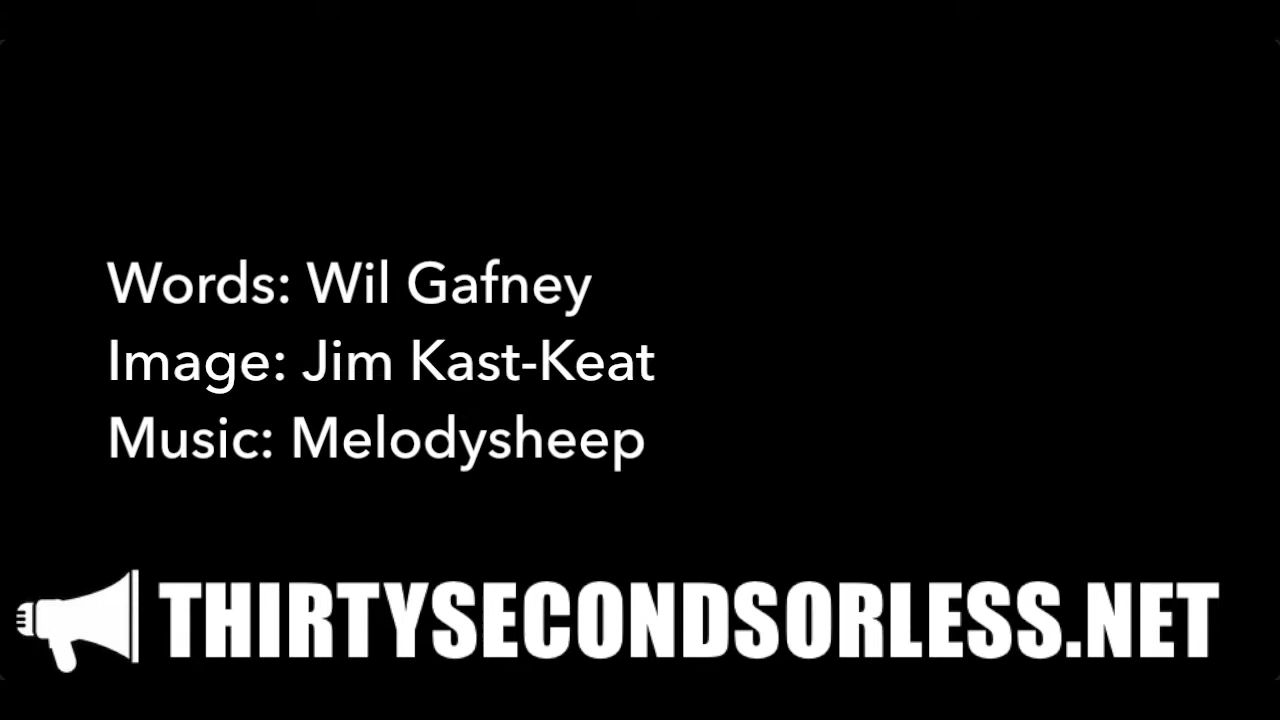 Words: Wil Gafney
Image: Jim Kast-Keat
Music: Melodysheep
THIRTYSECONDSORLESS.NET